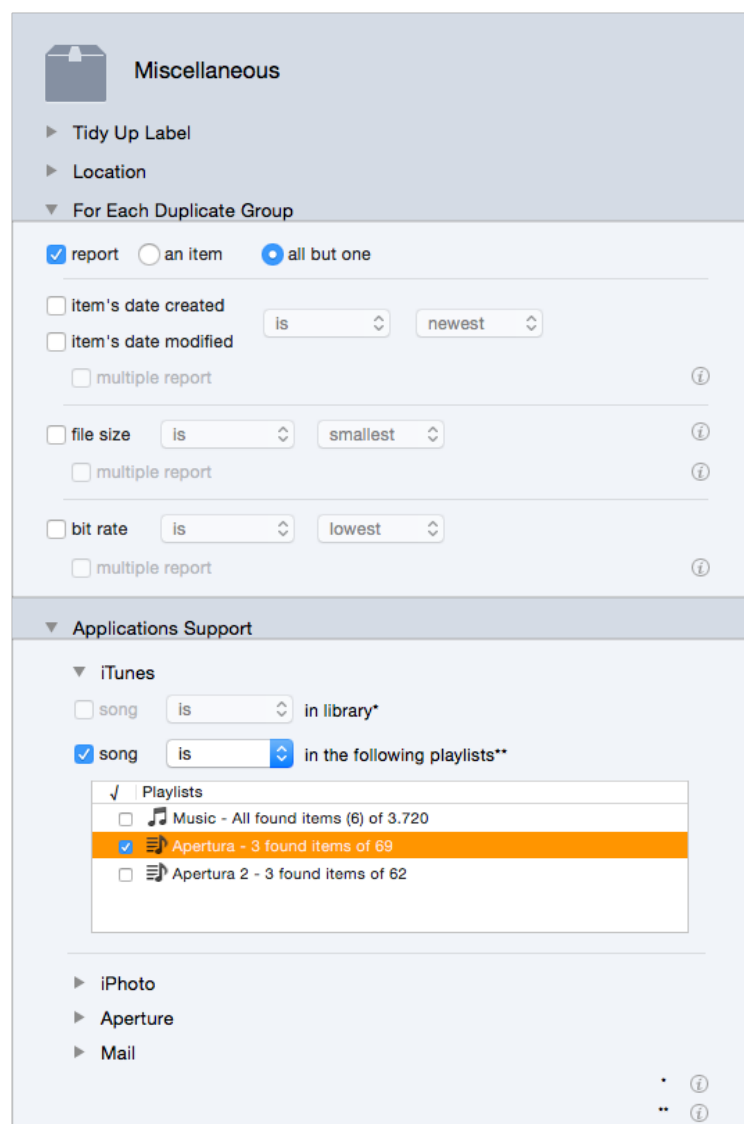 Miscellaneous
Tidy Up Label
Location
For Each Duplicate Group
report an item all but one
item's date created
is newest
item's date modified
multiple report
file size is smallest
multiple report
bit rate is lowest
multiple report
Applications Support
iTunes
song is in library*
song is in the following playlists**
√ Playlists
Music - All found items (6) of 3.720
Apertura - 3 found items of 69
Apertura 2 - 3 found items of 62
iPhoto
Aperture
Mail
*
**